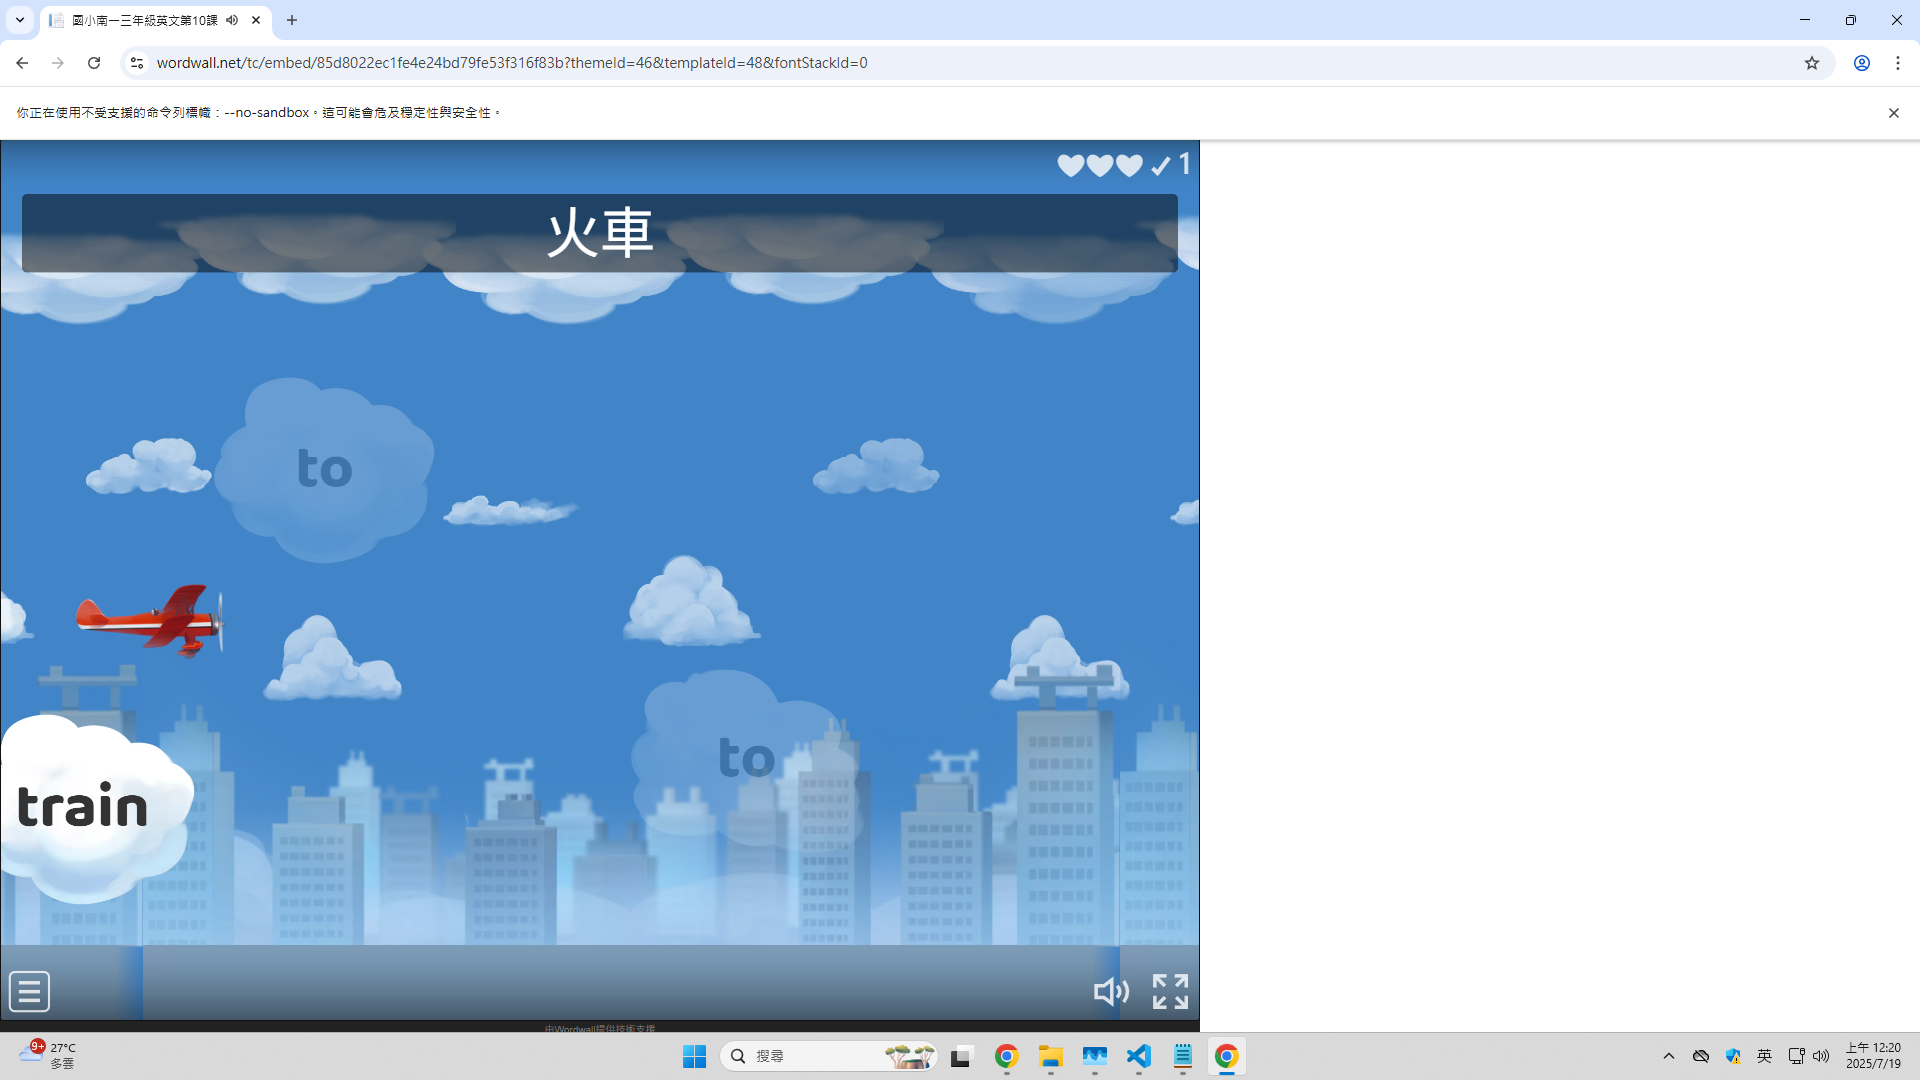 國小南一三年級英文第10課
wordwall.net/tc/embed/85d8022ec1fe4e24bd79fe53f316f83b?themeId=46&templateId=48&fontStackId=0
你正在使用不受支援的命令列標幟：--no-sandbox。這可能會危及穩定性與安全性。
1
火車
to
to
train
由Wordwall提供技術支援
9+
27°C
多雲
搜尋
英
上午 12:20
2025/7/19